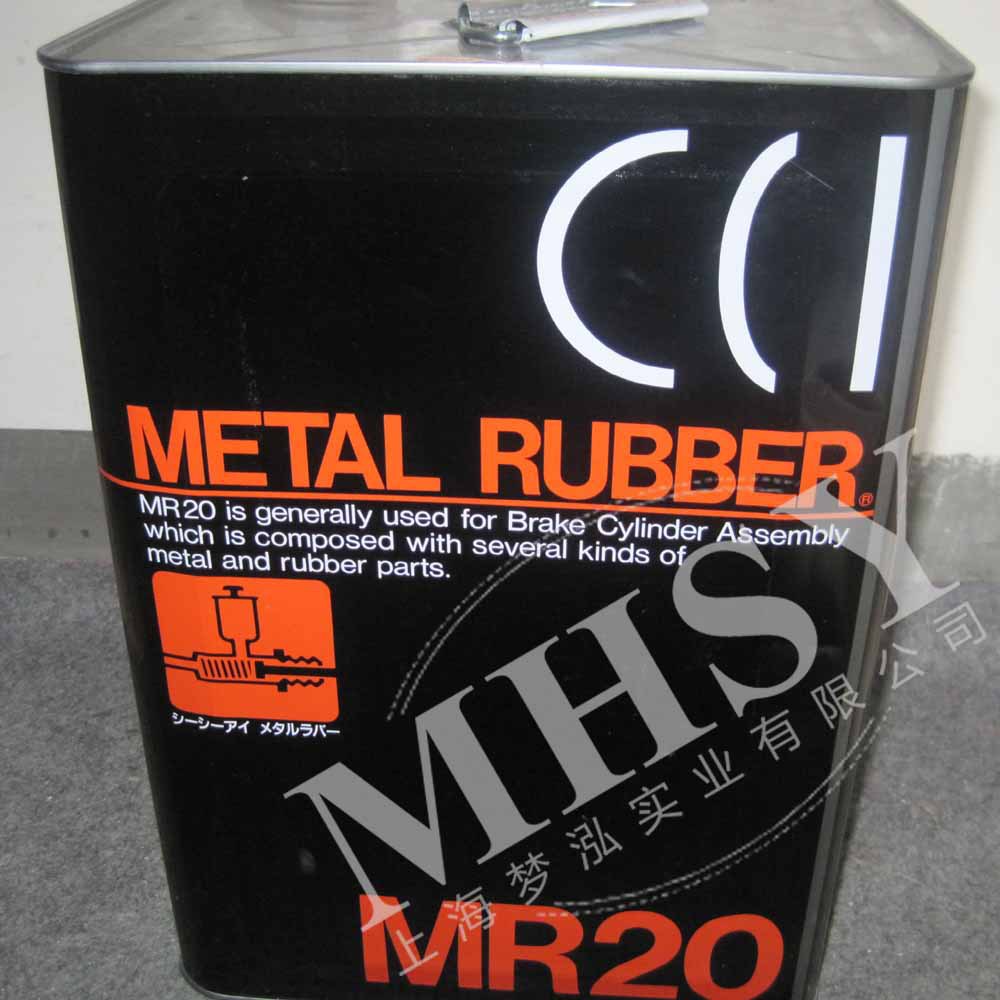 CCI
METAL RUBBER®
MR20 is generally used for Brake Cylinder Assembly
which is composed with several kinds of
metal and rubber parts.
シーシーアイ メタルラバー
MHSY
上海梦泓实业有限公司
MR20